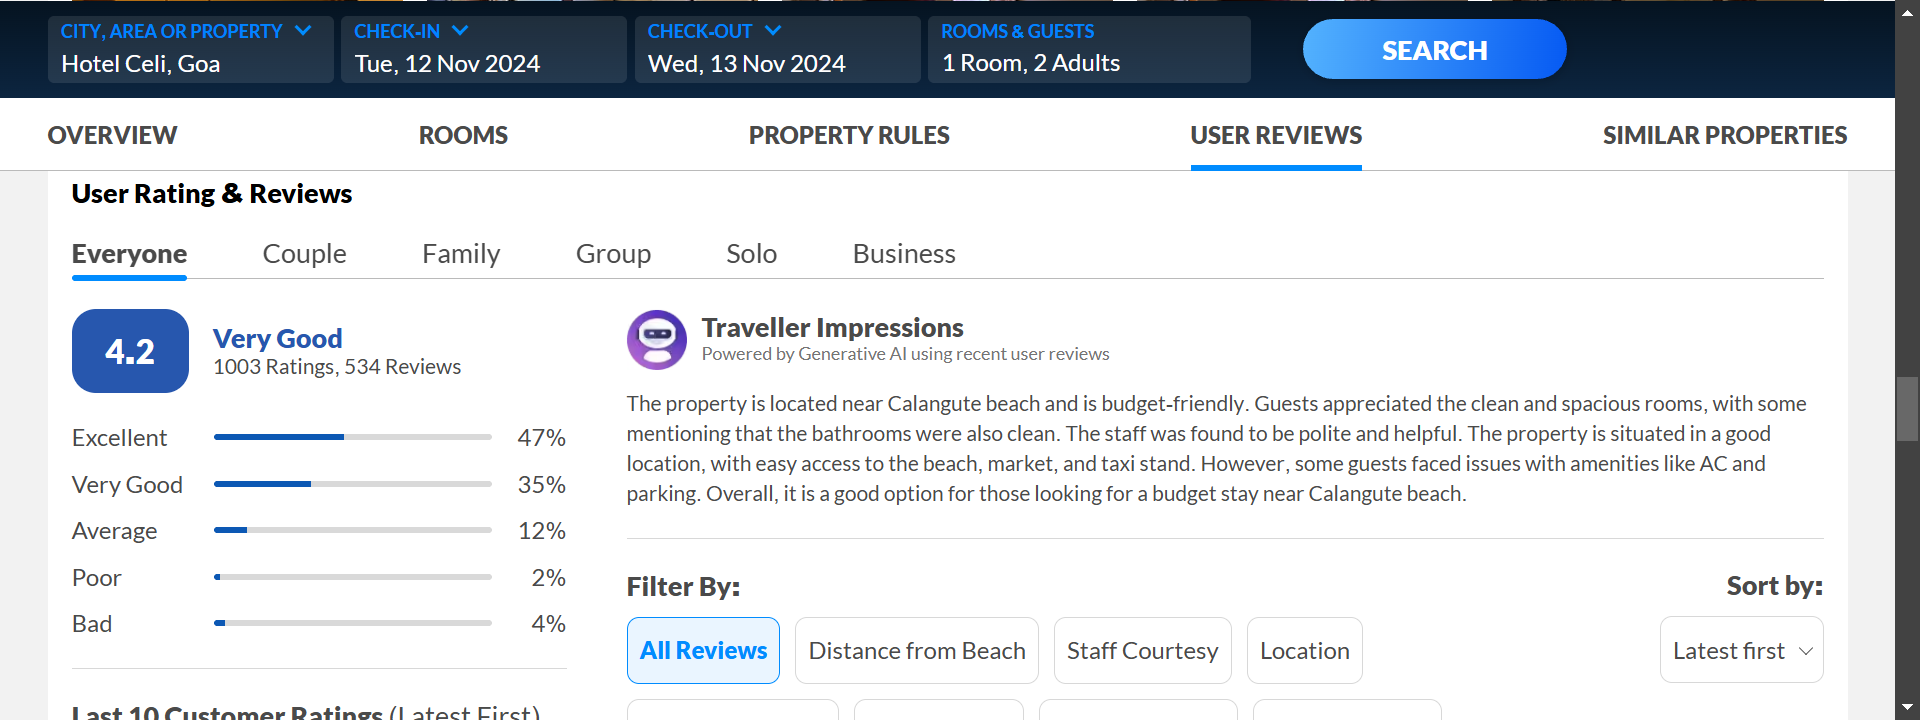 CITY, AREA OR PROPERTY
Hotel Celi, Goa
CHECK-IN
Tue, 12 Nov 2024
CHECK-OUT
Wed, 13 Nov 2024
ROOMS & GUESTS
1 Room, 2 Adults
SEARCH
OVERVIEW
ROOMS
PROPERTY RULES
USER REVIEWS
SIMILAR PROPERTIES
User Rating & Reviews
Everyone
Couple
Family
Group
Solo
Business
4.2
Very Good
1003 Ratings, 534 Reviews
Excellent 47%
Very Good 35%
Average 12%
Poor 2%
Bad 4%
Last 10 Customer Ratings (Latest First)
Traveller Impressions
Powered by Generative AI using recent user reviews
The property is located near Calangute beach and is budget-friendly. Guests appreciated the clean and spacious rooms, with some
mentioning that the bathrooms were also clean. The staff was found to be polite and helpful. The property is situated in a good
location, with easy access to the beach, market, and taxi stand. However, some guests faced issues with amenities like AC and
parking. Overall, it is a good option for those looking for a budget stay near Calangute beach.
Filter By:
Sort by:
All Reviews
Distance from Beach
Staff Courtesy
Location
Latest first